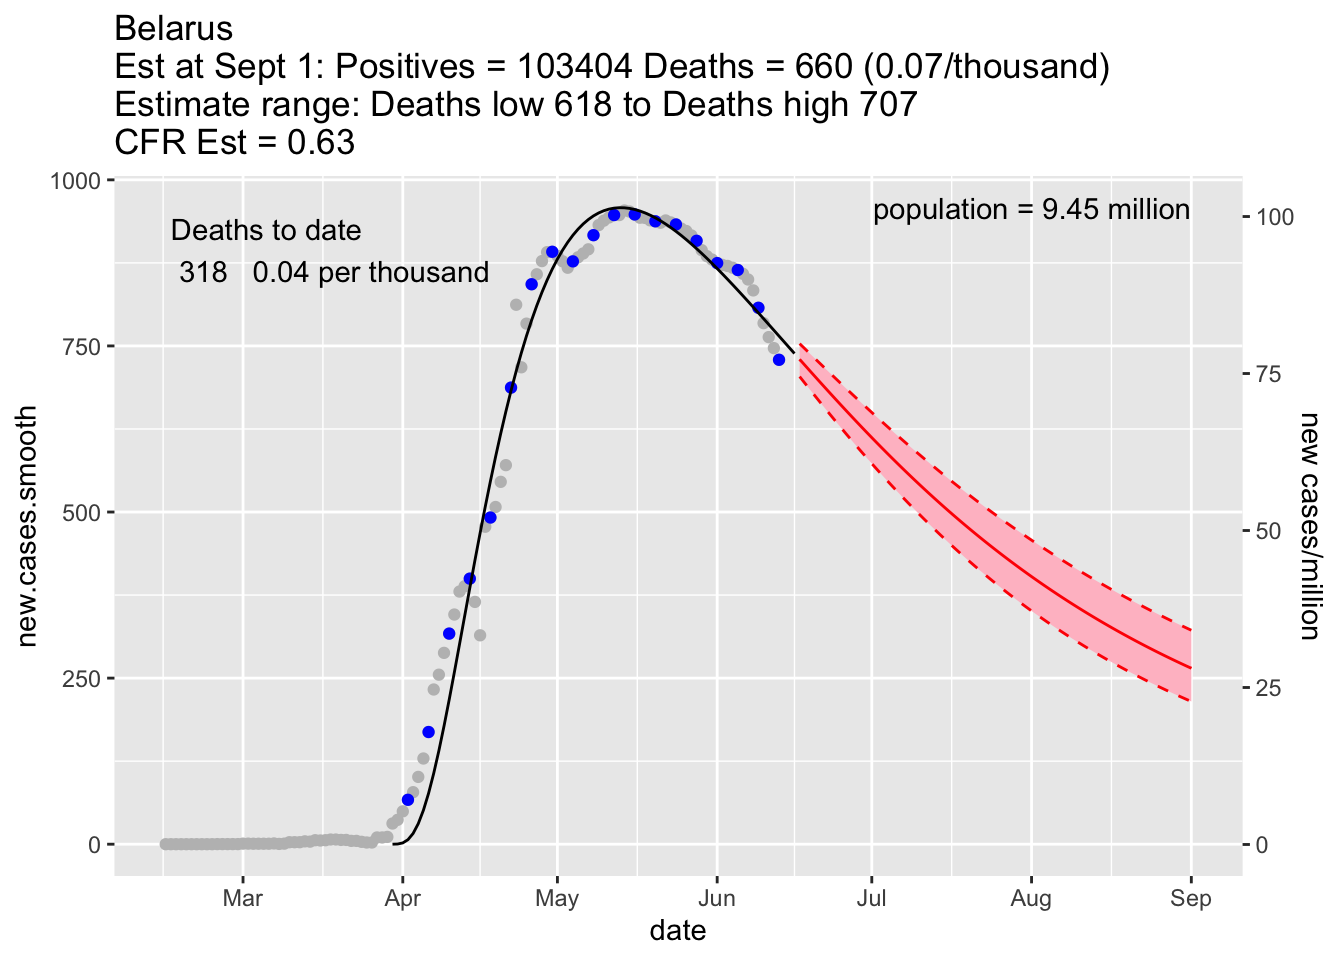 Belarus
Est at Sept 1: Positives = 103404 Deaths = 660 (0.07/thousand)
Estimate range: Deaths low 618 to Deaths high 707
CFR Est = 0.63
Deaths to date
318 0.04 per thousand
population = 9.45 million
new.cases.smooth
1000
750
500
250
0
100
75
50
25
0
new cases/million
Mar Apr May Jun Jul Aug Sep
date